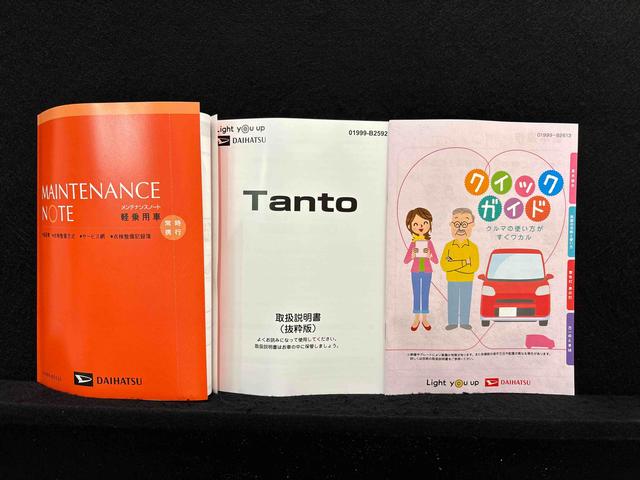 MAINTENANCE
NOTE
メンテナンスノート
軽乗用車
常時
携行
DAIHATSU
Light you up
DAIHATSU
01999-B2592
Tanto
取扱説明書
（抜粋版）
よくお読みになって使用してください。
取扱説明書はお車の中に保管しましょう。
01999-B2613
クイック
ガイド
クルマの使い方が
すぐワカル
Light you up
DAIHATSU